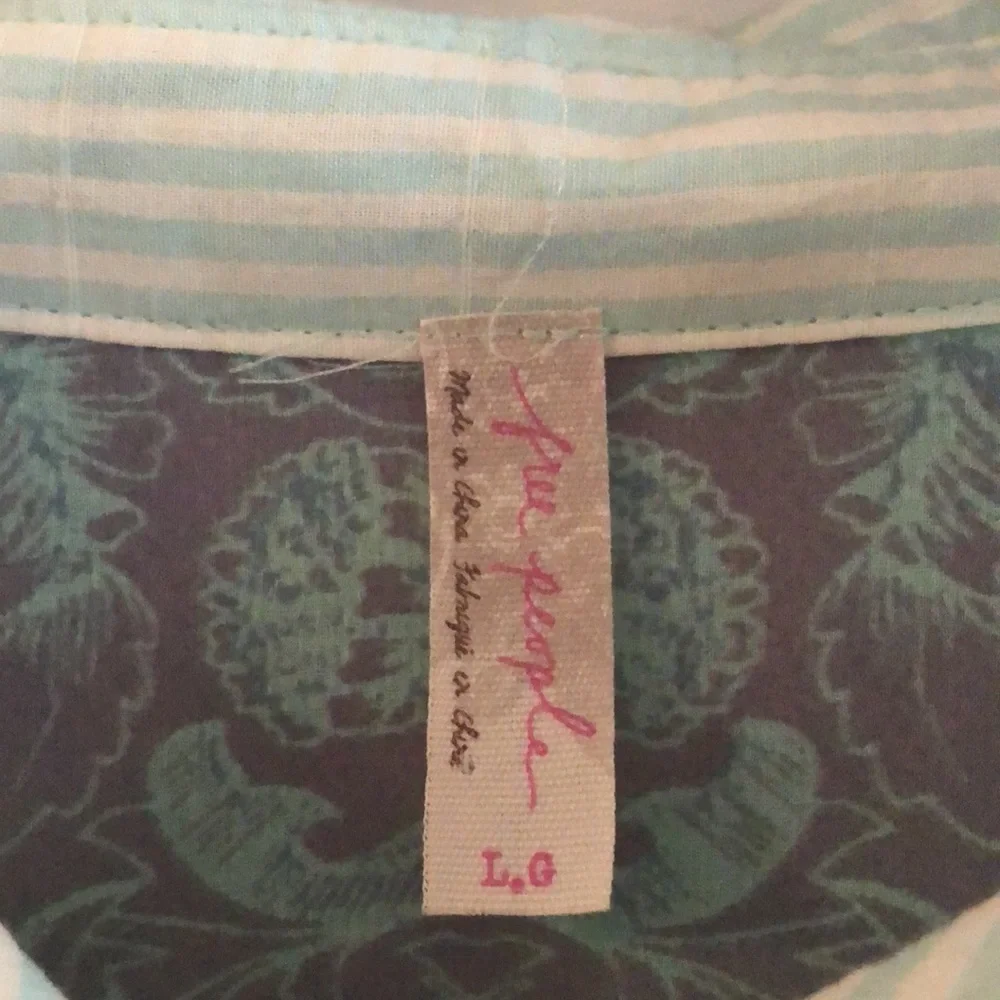 free people
Made in China Fabriqué en Chine
L.G